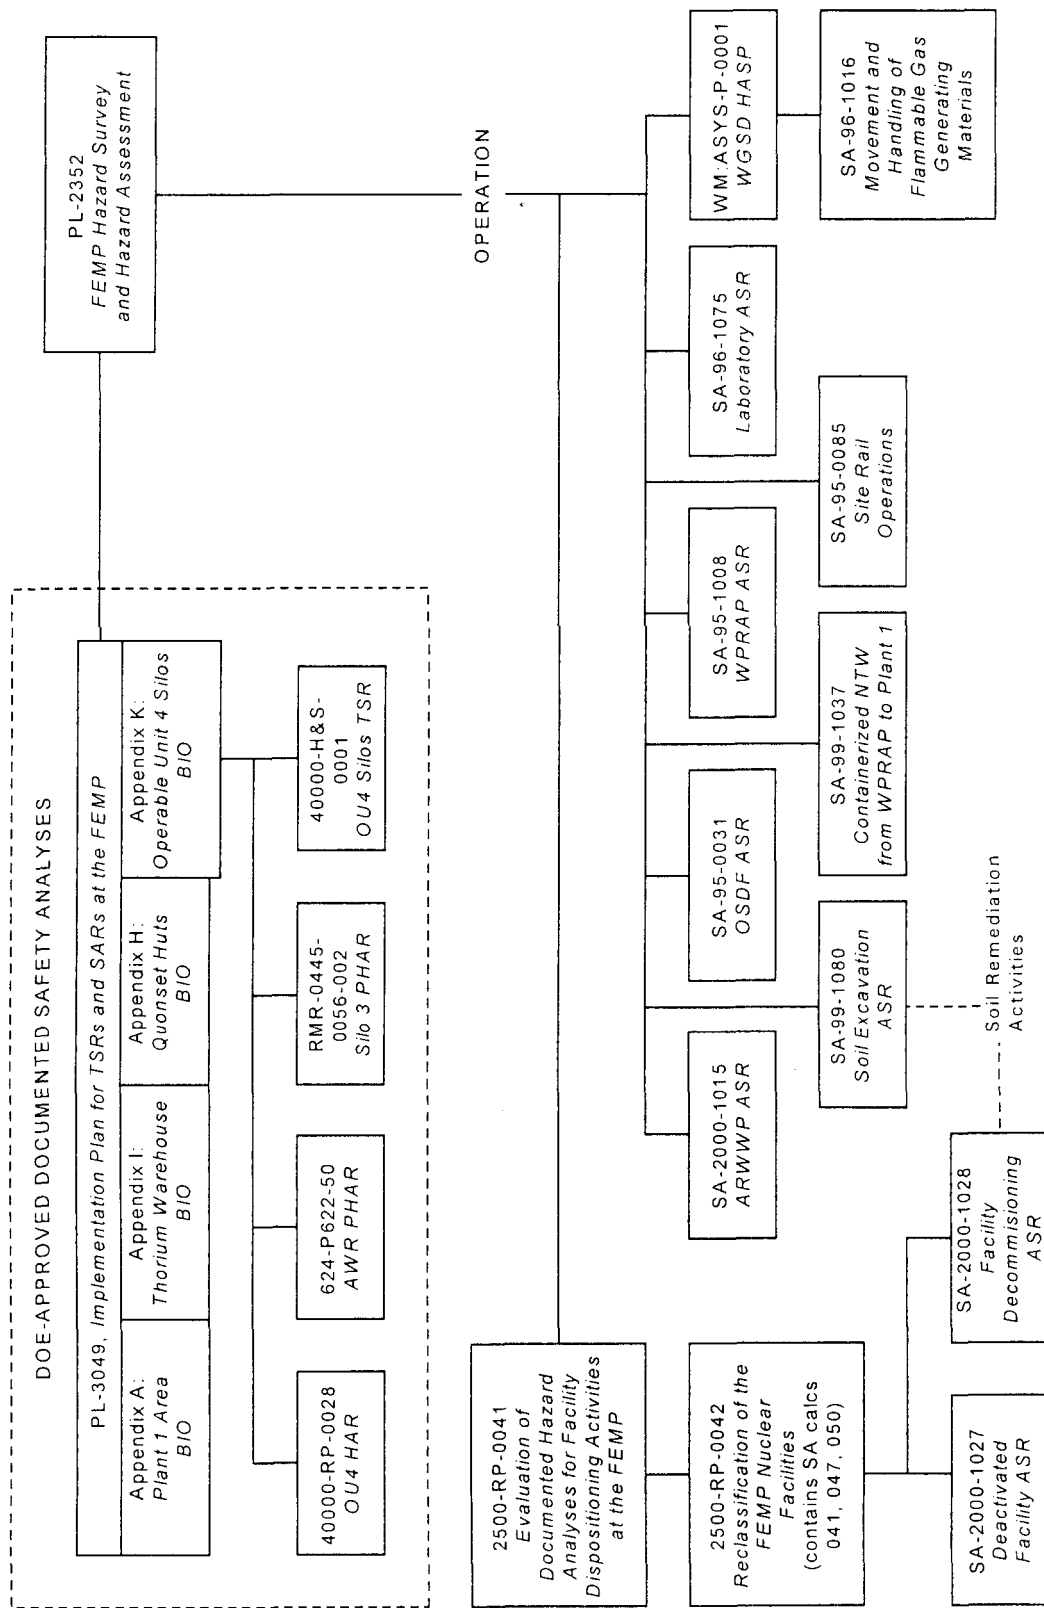 DOE-APPROVED DOCUMENTED SAFETY ANALYSES
PL-3049, Implementation Plan for TSRs and SARs at the FEMP
Appendix A:
Plant 1 Area
BIO
Appendix I:
Thorium Warehouse
BIO
Appendix H:
Quonset Huts
BIO
Appendix K:
Operable Unit 4 Silos
BIO
40000-RP-0028
OU4 HAR
624-P622-50
AWR PHAR
RMR-0445-
0056-002
Silo 3 PHAR
40000-H&S-
0001
OU4 Silos TSR
PL-2352
FEMP Hazard Survey
and Hazard Assessment
OPERATION
2500-RP-0041
Evaluation of
Documented Hazard
Analyses for Facility
Dispositioning Activities
at the FEMP
2500-RP-0042
Reclassification of the
FEMP Nuclear
Facilities
(contains SA calcs
041, 047, 050)
SA-2000-1027
Deactivated
Facility ASR
SA-2000-1028
Facility
Decommisioning
ASR
Soil Remediation
Activities
SA-2000-1015
ARWWP ASR
SA-99-1080
Soil Excavation
ASR
SA-95-0031
OSDF ASR
SA-99-1037
Containerized NTW
from WPRAP to Plant 1
SA-95-1008
WPRAP ASR
SA-95-0085
Site Rail
Operations
SA-96-1075
Laboratory ASR
WM:ASYS-P-0001
WGSD HASP
SA-96-1016
Movement and
Handling of
Flammable Gas
Generating
Materials